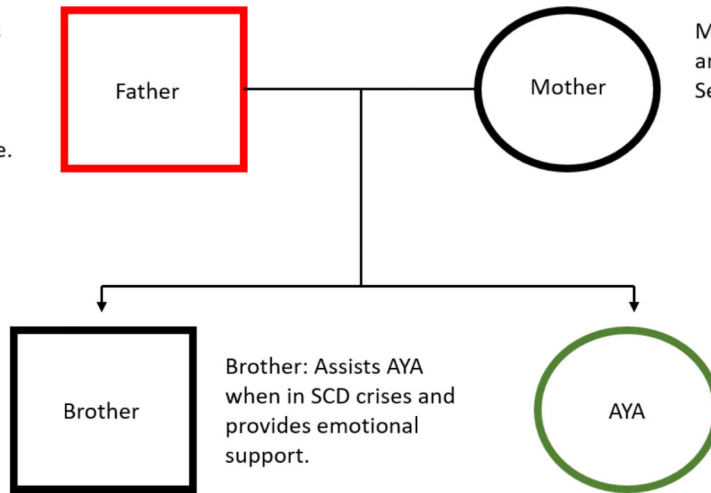 Father
Mother
Brother
Brother: Assists AYA
when in SCD crises and
provides emotional
support.
AYA